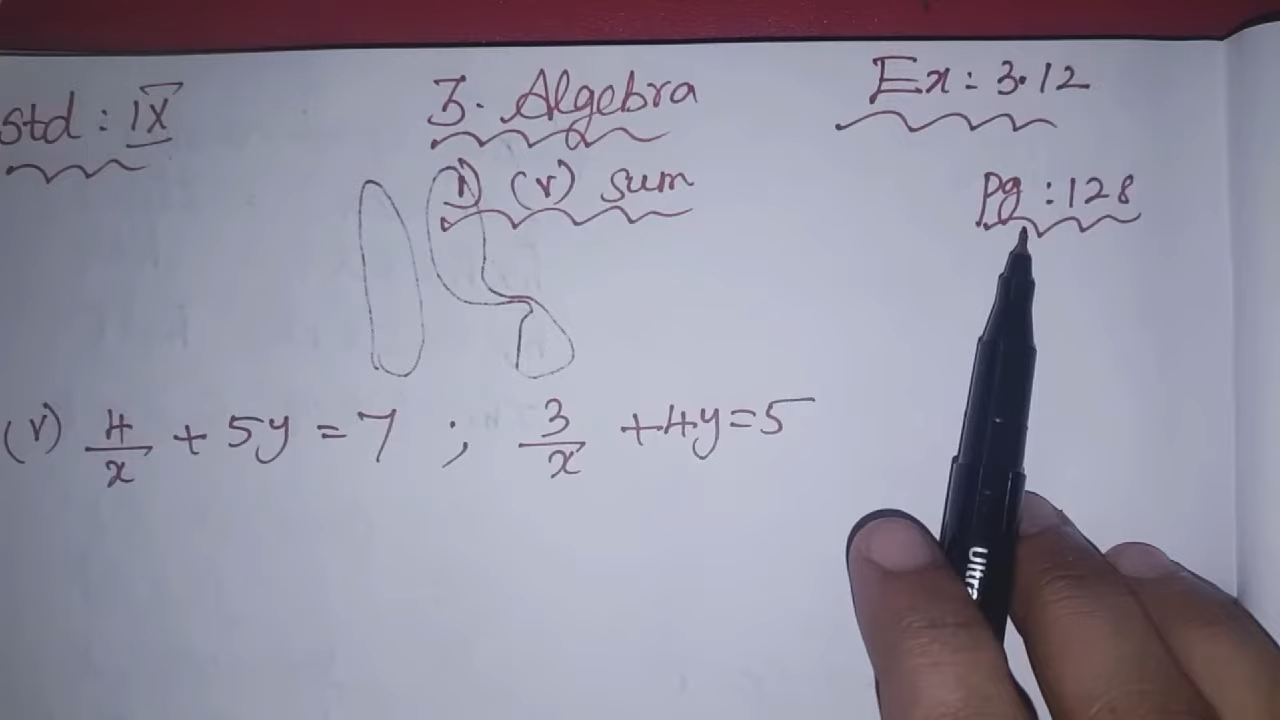 Std : IX
3. Algebra
Ex : 3.12
1) (v) sum
Pg : 128
(v) 4/x + 5y = 7 ; 3/x + 4y = 5
Ultra